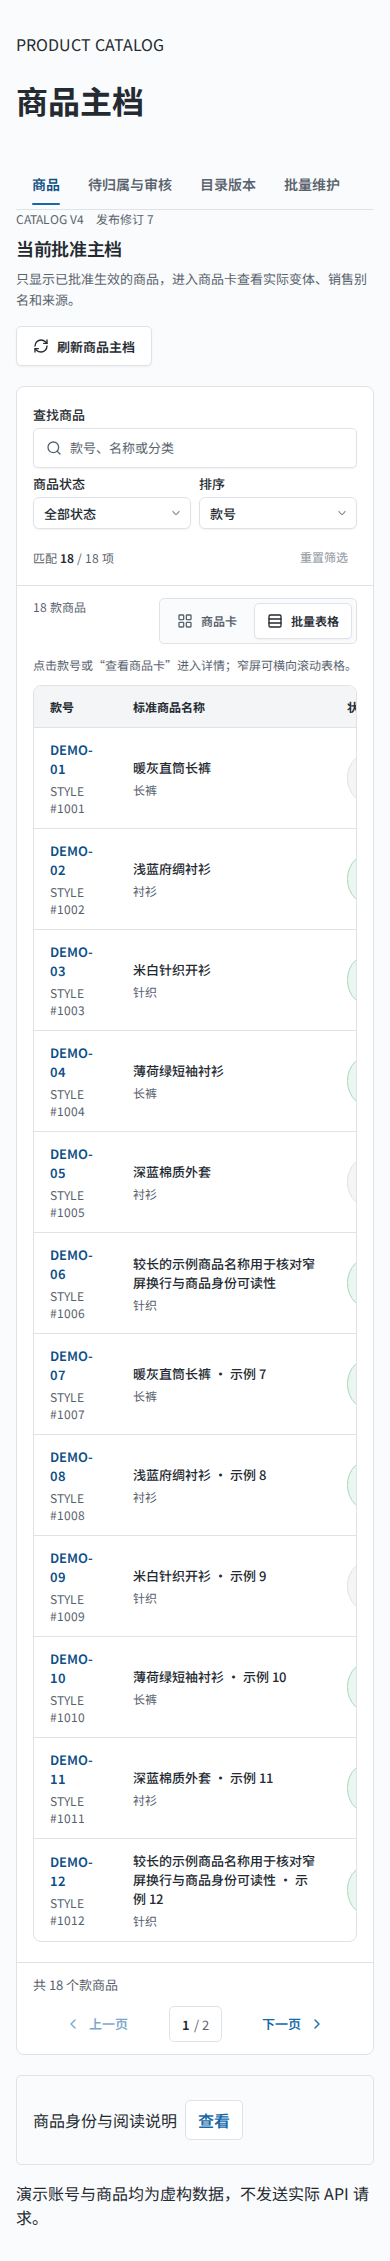 PRODUCT CATALOG
商品主档
商品 待归属与审核 目录版本 批量维护
CATALOG V4 发布修订 7
当前批准主档
只显示已批准生效的商品，进入商品卡查看实际变体、销售别
名和来源。
刷新商品主档
查找商品
款号、名称或分类
商品状态 排序
全部状态 款号
匹配 18 / 18 项 重置筛选
18 款商品 商品卡 批量表格
点击款号或“查看商品卡”进入详情；窄屏可横向滚动表格。
款号 标准商品名称
DEMO-
01
STYLE
#1001
暖灰直筒长裤
长裤
DEMO-
02
STYLE
#1002
浅蓝府绸衬衫
衬衫
DEMO-
03
STYLE
#1003
米白针织开衫
针织
DEMO-
04
STYLE
#1004
薄荷绿短袖衬衫
长裤
DEMO-
05
STYLE
#1005
深蓝棉质外套
衬衫
DEMO-
06
STYLE
#1006
较长的示例商品名称用于核对窄
屏换行与商品身份可读性
针织
DEMO-
07
STYLE
#1007
暖灰直筒长裤 · 示例 7
长裤
DEMO-
08
STYLE
#1008
浅蓝府绸衬衫 · 示例 8
衬衫
DEMO-
09
STYLE
#1009
米白针织开衫 · 示例 9
针织
DEMO-
10
STYLE
#1010
薄荷绿短袖衬衫 · 示例 10
长裤
DEMO-
11
STYLE
#1011
深蓝棉质外套 · 示例 11
衬衫
DEMO-
12
STYLE
#1012
较长的示例商品名称用于核对窄
屏换行与商品身份可读性 · 示
例 12
针织
共 18 个款商品
上一页 1 / 2 下一页
商品身份与阅读说明 查看
演示账号与商品均为虚构数据，不发送实际 API 请
求。